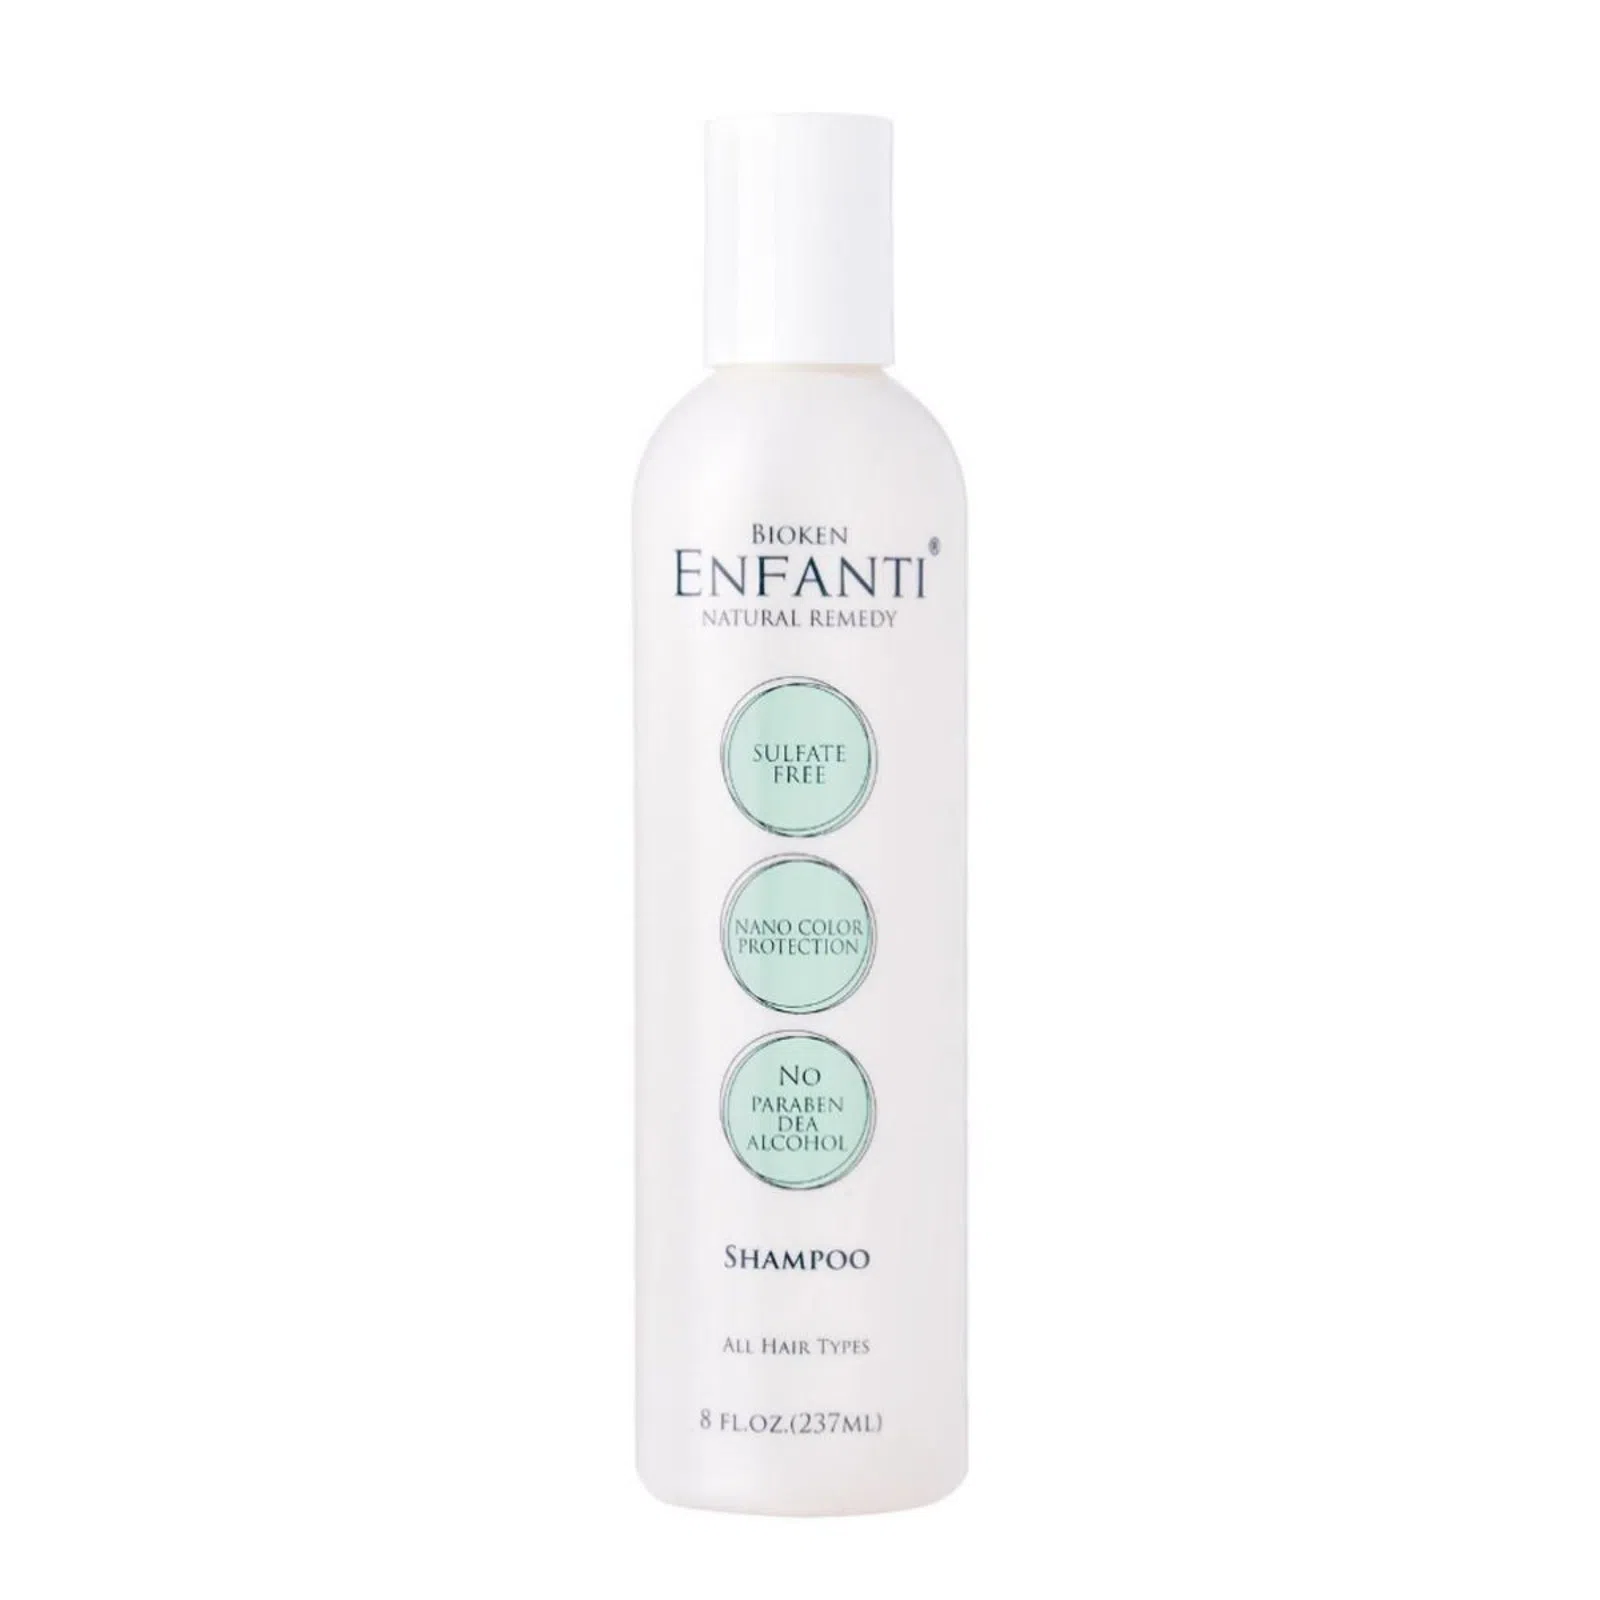 BIOKEN
ENFANTI®
NATURAL REMEDY
SULFATE
FREE
NANO COLOR
PROTECTION
NO
PARABEN
DEA
ALCOHOL
SHAMPOO
ALL HAIR TYPES
8 FL.OZ.(237ML)